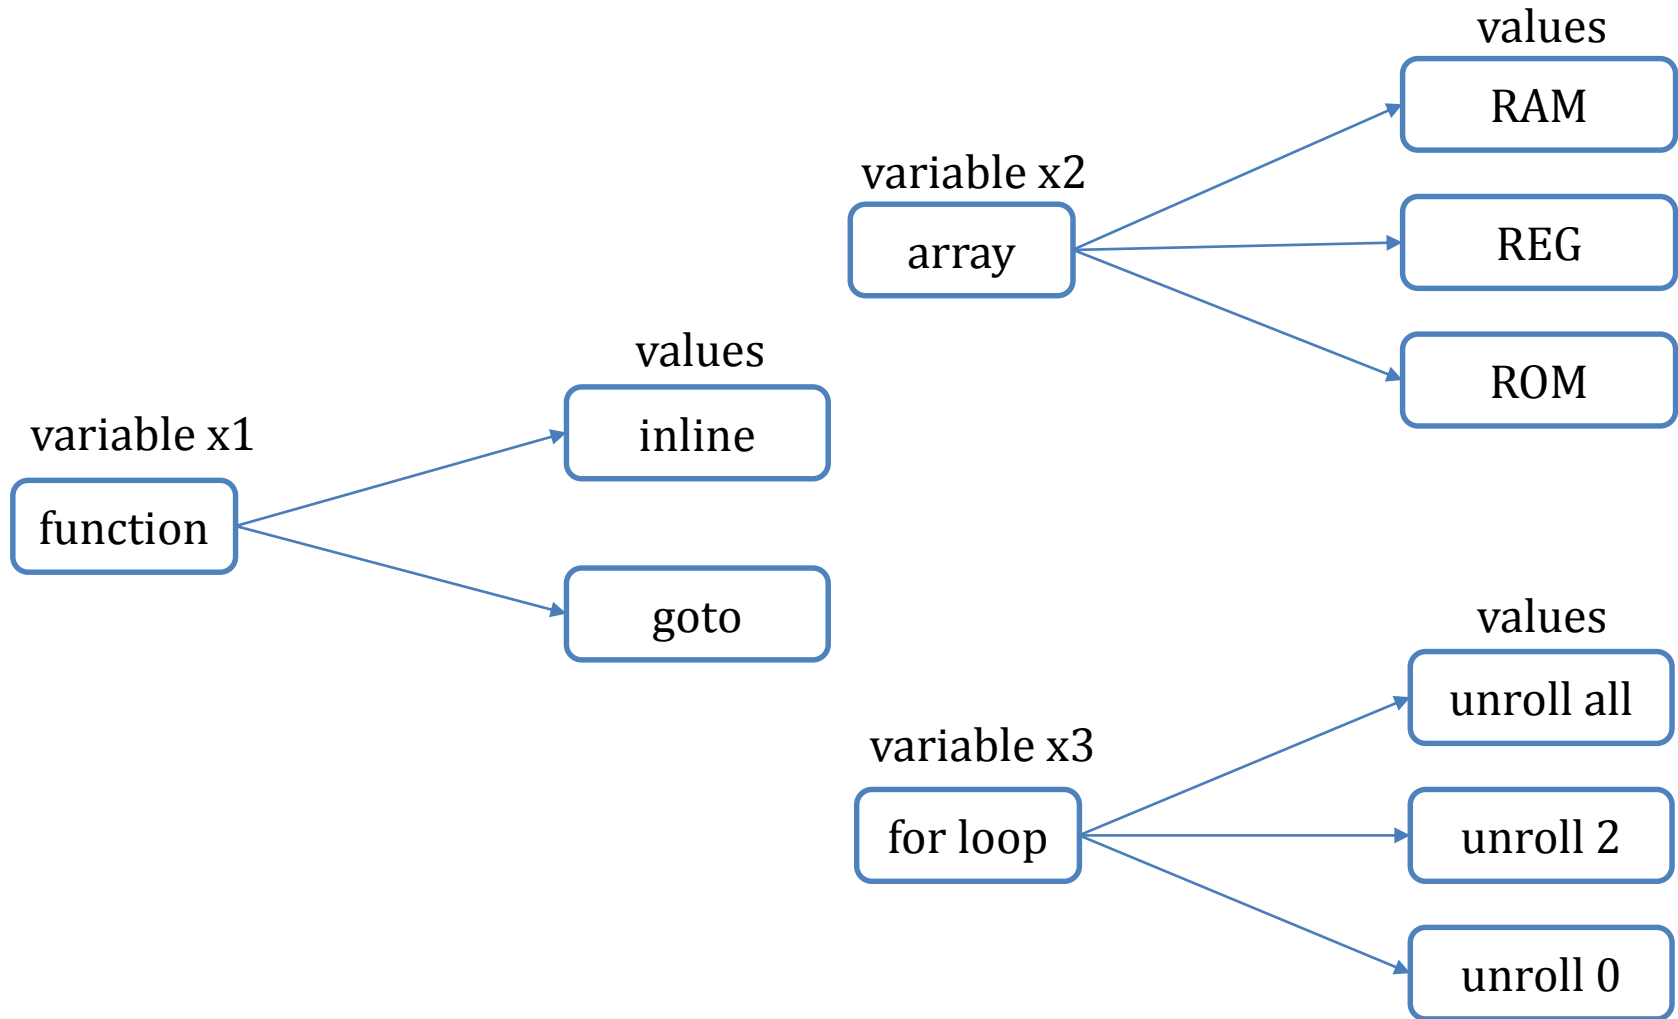 variable x1
function
values
inline
goto
variable x2
array
values
RAM
REG
ROM
variable x3
for loop
values
unroll all
unroll 2
unroll 0